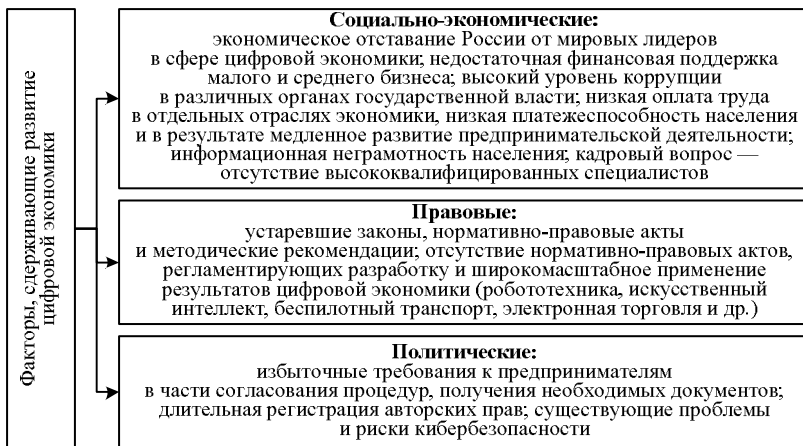 Факторы, сдерживающие развитие
цифровой экономики
Социально-экономические:
экономическое отставание России от мировых лидеров
в сфере цифровой экономики; недостаточная финансовая поддержка
малого и среднего бизнеса; высокий уровень коррупции
в различных органах государственной власти; низкая оплата труда
в отдельных отраслях экономики, низкая платежеспособность населения
и в результате медленное развитие предпринимательской деятельности;
информационная неграмотность населения; кадровый вопрос —
отсутствие высококвалифицированных специалистов
Правовые:
устаревшие законы, нормативно-правовые акты
и методические рекомендации; отсутствие нормативно-правовых актов,
регламентирующих разработку и широкомасштабное применение
результатов цифровой экономики (робототехника, искусственный
интеллект, беспилотный транспорт, электронная торговля и др.)
Политические:
избыточные требования к предпринимателям
в части согласования процедур, получения необходимых документов;
длительная регистрация авторских прав; существующие проблемы
и риски кибербезопасности